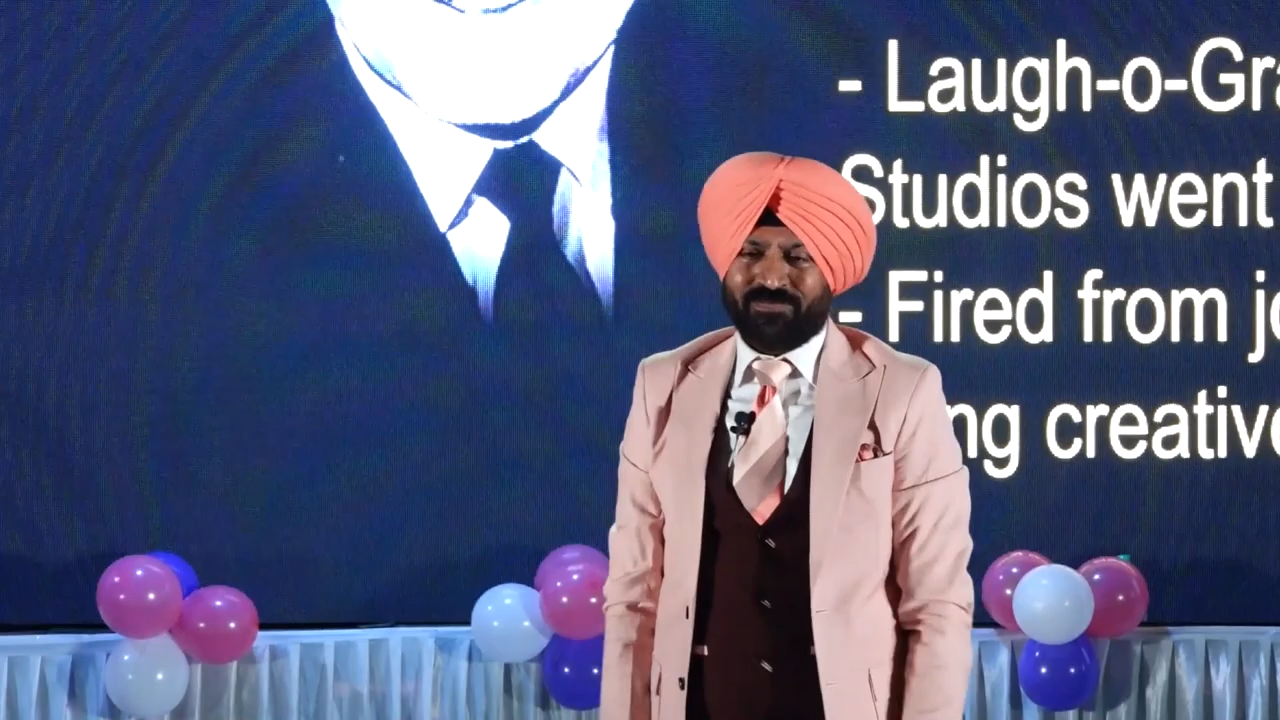 - Laugh-o-Gra
Studios went
- Fired from jo
ng creative